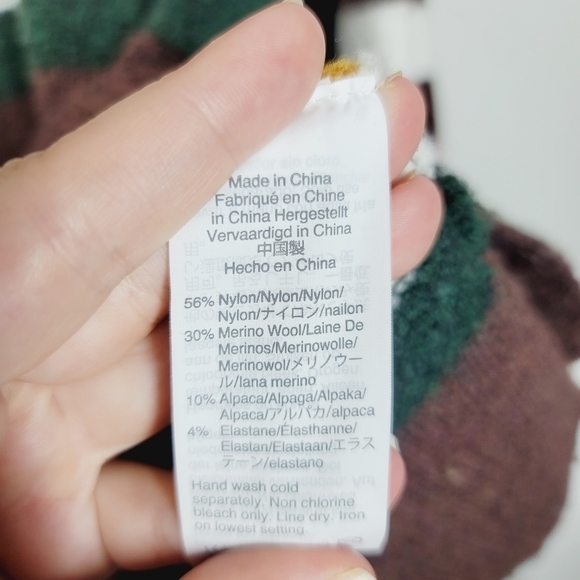 Made in China
Fabriqué en Chine
in China Hergestellt
Vervaardigd in China
中国製
Hecho en China
56% Nylon/Nylon/Nylon/
Nylon/ナイロン/nailon
30% Merino Wool/Laine De
Merinos/Merinowolle/
Merinowol/メリノウー
ル/lana merino
10% Alpaca/Alpaga/Alpaka/
Alpaca/アルパカ/alpaca
4% Elastane/Élasthanne/
Elastan/Elastaan/エラス
テーン/elastano
Hand wash cold
separately. Non chlorine
bleach only. Line dry. Iron
on lowest setting.